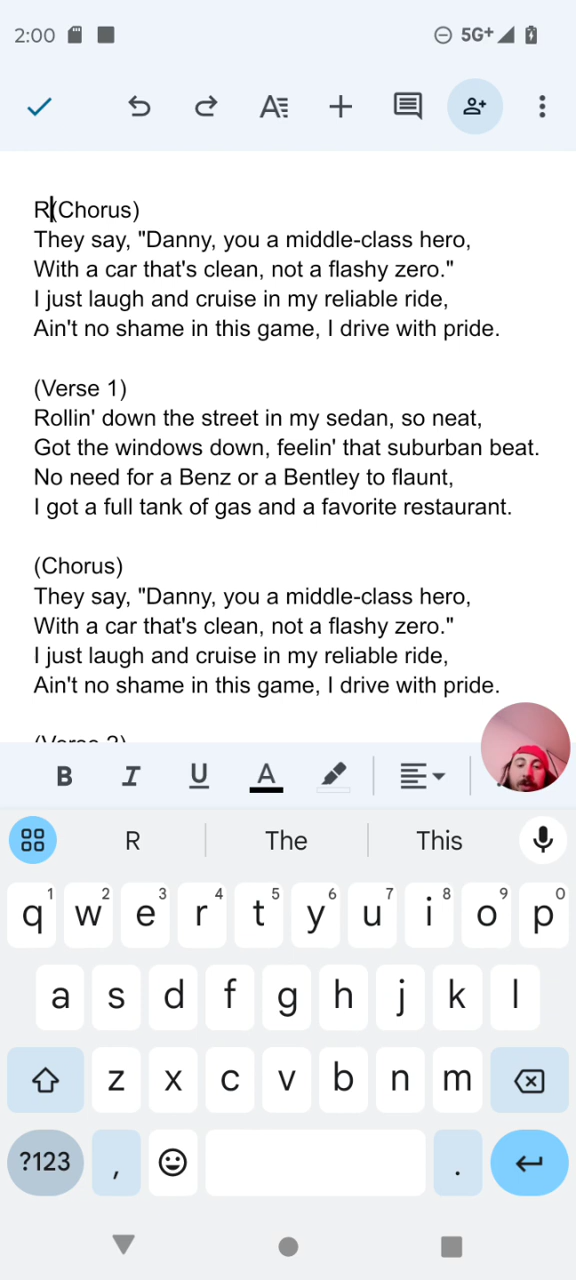 2:00 5G+
R(Chorus)
They say, "Danny, you a middle-class hero,
With a car that's clean, not a flashy zero."
I just laugh and cruise in my reliable ride,
Ain't no shame in this game, I drive with pride.
(Verse 1)
Rollin' down the street in my sedan, so neat,
Got the windows down, feelin' that suburban beat.
No need for a Benz or a Bentley to flaunt,
I got a full tank of gas and a favorite restaurant.
(Chorus)
They say, "Danny, you a middle-class hero,
With a car that's clean, not a flashy zero."
I just laugh and cruise in my reliable ride,
Ain't no shame in this game, I drive with pride.
(Verse 2)
B I U A
R The This
1 2 3 4 5 6 7 8 9 0
q w e r t y u i o p
a s d f g h j k l
z x c v b n m
?123 , .